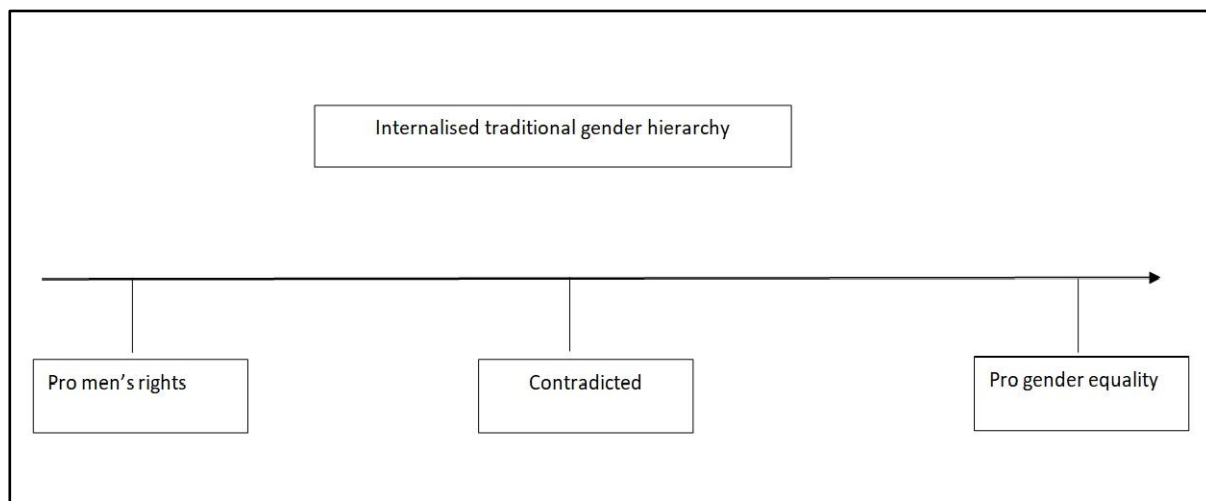 Internalised traditional gender hierarchy
Pro men’s rights
Contradicted
Pro gender equality